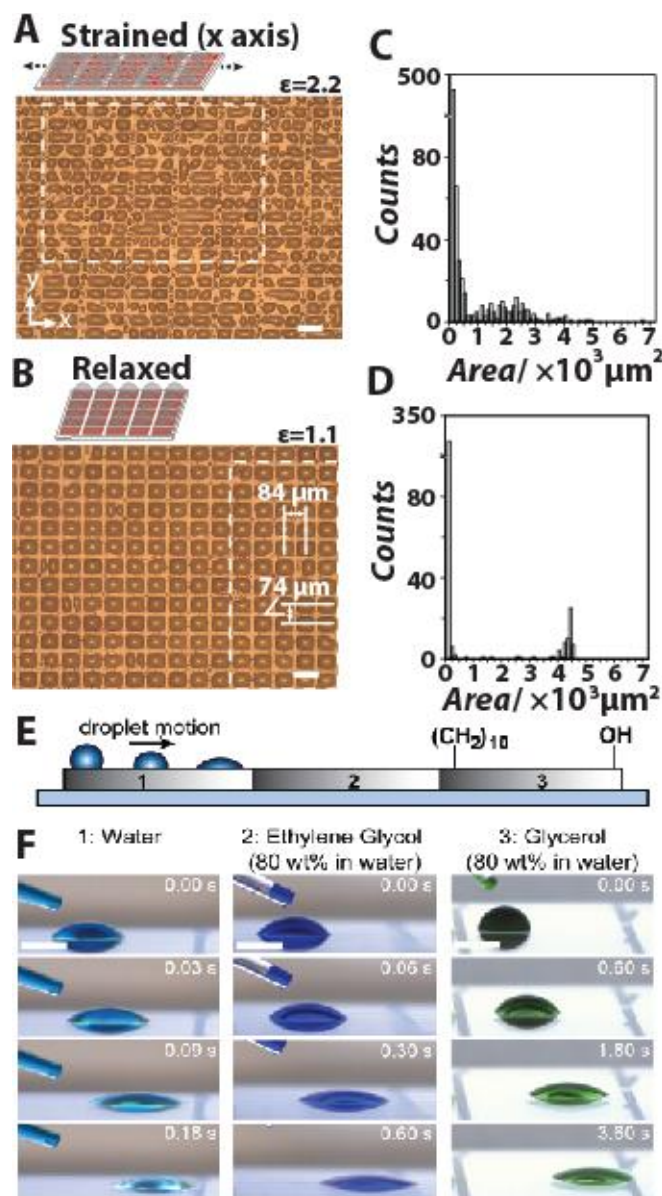 A
Strained (x axis)
ε=2.2
y
x
B
Relaxed
ε=1.1
84 μm
74 μm
C
500
80
40
0
Counts
0 1 2 3 4 5 6 7
Area/ ×10³μm²
D
350
80
40
0
Counts
0 1 2 3 4 5 6 7
Area/ ×10³μm²
E
droplet motion
(CH₂)₁₀
OH
1
2
3
F
1: Water
2: Ethylene Glycol
(80 wt% in water)
3: Glycerol
(80 wt% in water)
0.00 s
0.00 s
0.00 s
0.03 s
0.06 s
0.60 s
0.09 s
0.30 s
1.80 s
0.18 s
0.60 s
3.60 s